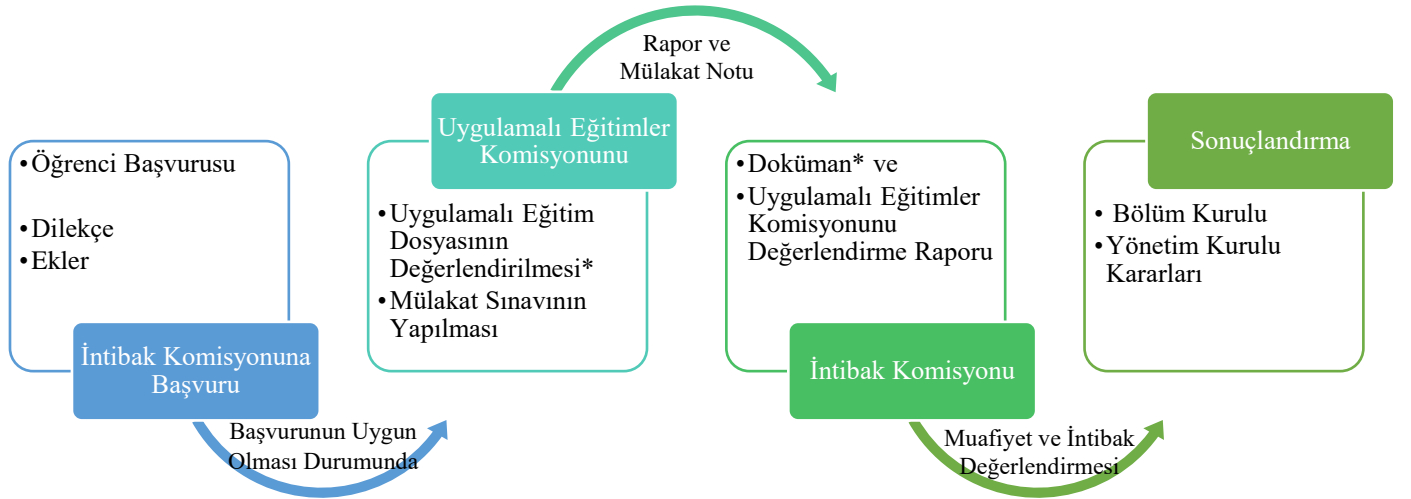 •Öğrenci Başvurusu
•Dilekçe
•Ekler
İntibak Komisyonuna
Başvuru
Başvurunun Uygun
Olması Durumunda
Uygulamalı Eğitimler
Komisyonunu
•Uygulamalı Eğitim
Dosyasının
Değerlendirilmesi*
•Mülakat Sınavının
Yapılması
Rapor ve
Mülakat Notu
•Doküman* ve
•Uygulamalı Eğitimler
Komisyonunu
Değerlendirme Raporu
İntibak Komisyonu
Muafiyet ve İntibak
Değerlendirmesi
Sonuçlandırma
• Bölüm Kurulu
•Yönetim Kurulu
Kararları